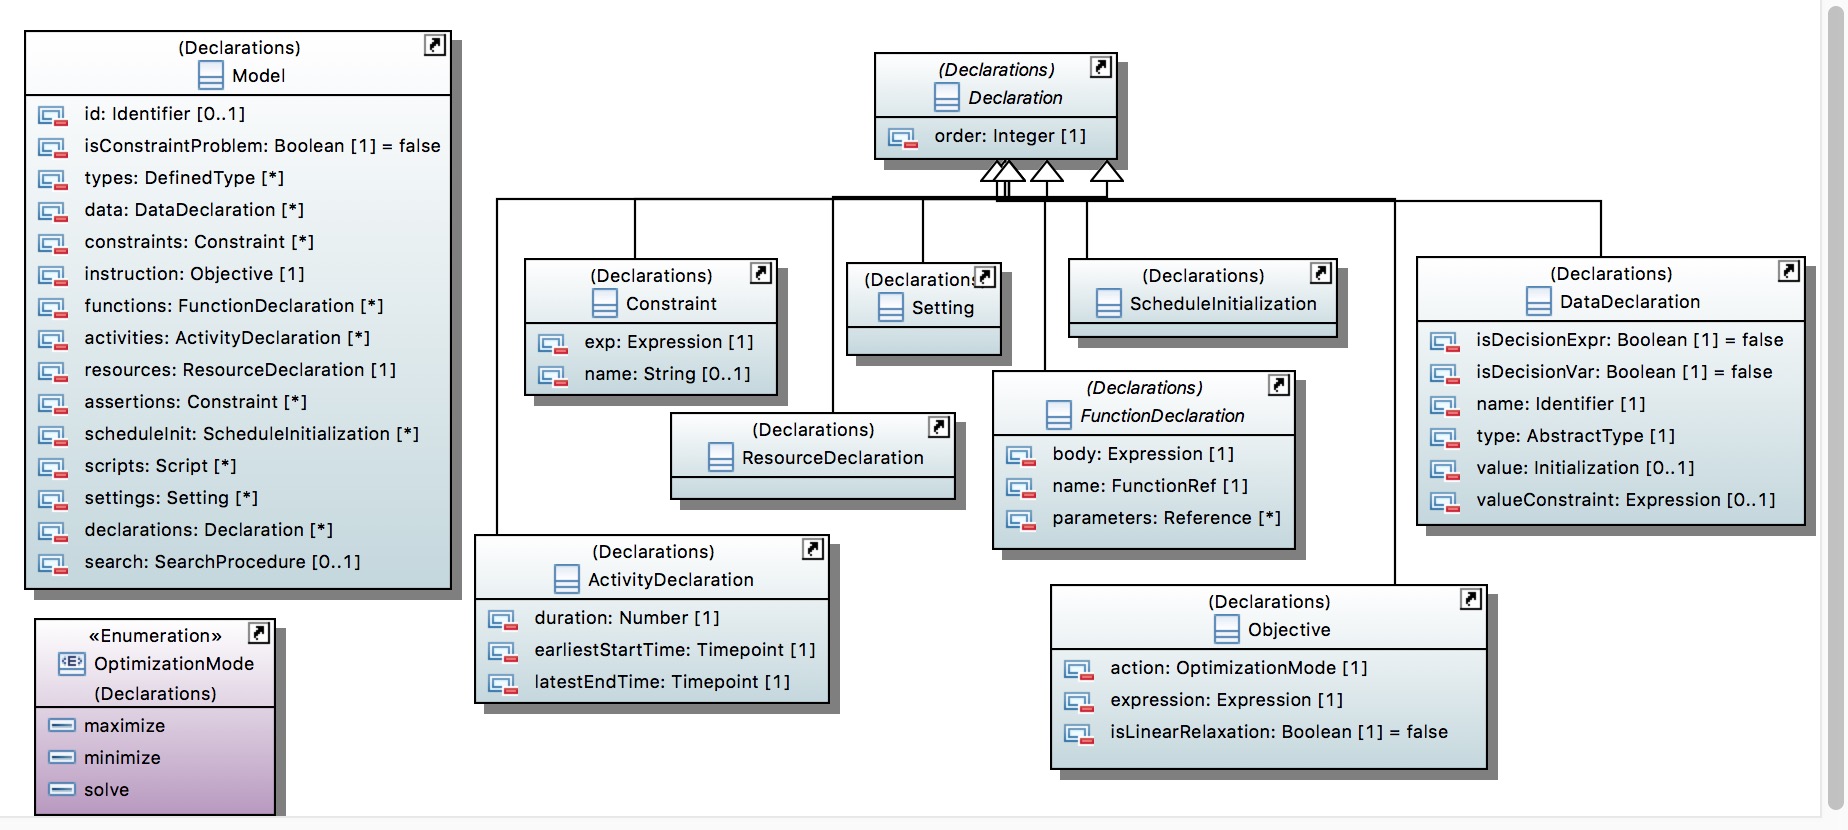 (Declarations)
Model
id: Identifier [0..1]
isConstraintProblem: Boolean [1] = false
types: DefinedType [*]
data: DataDeclaration [*]
constraints: Constraint [*]
instruction: Objective [1]
functions: FunctionDeclaration [*]
activities: ActivityDeclaration [*]
resources: ResourceDeclaration [1]
assertions: Constraint [*]
scheduleInit: ScheduleInitialization [*]
scripts: Script [*]
settings: Setting [*]
declarations: Declaration [*]
search: SearchProcedure [0..1]
«Enumeration»
<E> OptimizationMode
(Declarations)
maximize
minimize
solve
(Declarations)
Declaration
order: Integer [1]
(Declarations)
Constraint
exp: Expression [1]
name: String [0..1]
(Declarations
Setting
(Declarations)
ScheduleInitialization
(Declarations)
DataDeclaration
isDecisionExpr: Boolean [1] = false
isDecisionVar: Boolean [1] = false
name: Identifier [1]
type: AbstractType [1]
value: Initialization [0..1]
valueConstraint: Expression [0..1]
(Declarations)
ResourceDeclaration
(Declarations)
FunctionDeclaration
body: Expression [1]
name: FunctionRef [1]
parameters: Reference [*]
(Declarations)
ActivityDeclaration
duration: Number [1]
earliestStartTime: Timepoint [1]
latestEndTime: Timepoint [1]
(Declarations)
Objective
action: OptimizationMode [1]
expression: Expression [1]
isLinearRelaxation: Boolean [1] = false